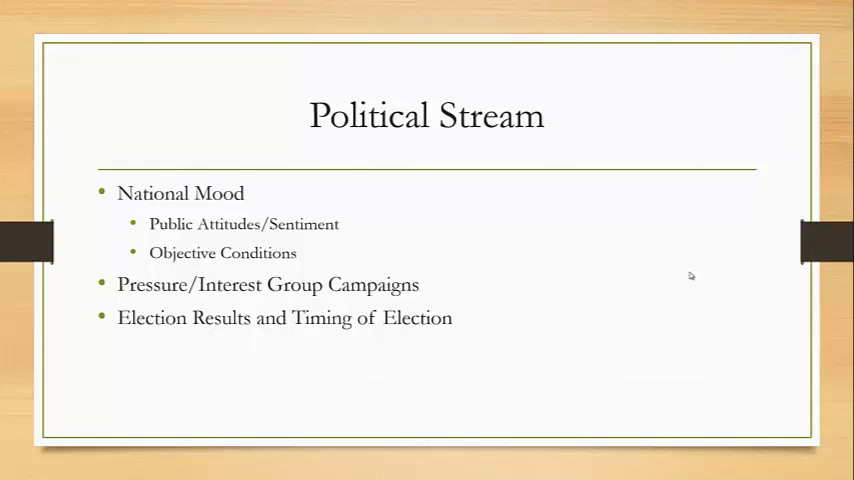 Political Stream
National Mood
Public Attitudes/Sentiment
Objective Conditions
Pressure/Interest Group Campaigns
Election Results and Timing of Election